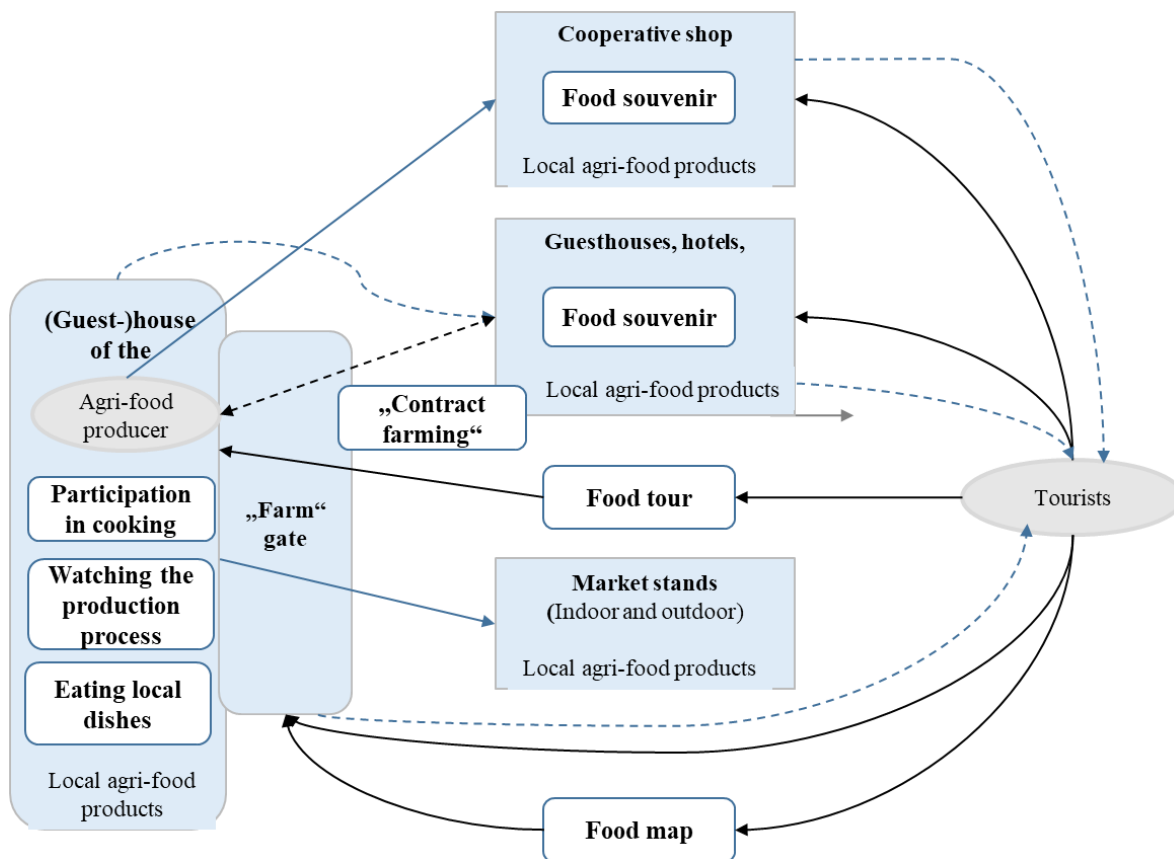 Cooperative shop
Food souvenir
Local agri-food products
Guesthouses, hotels,
Food souvenir
Local agri-food products
(Guest-)house
of the
Agri-food
producer
„Contract
farming“
Participation
in cooking
Watching the
production
process
Eating local
dishes
Local agri-food
products
„Farm“
gate
Food tour
Tourists
Market stands
(Indoor and outdoor)
Local agri-food products
Food map